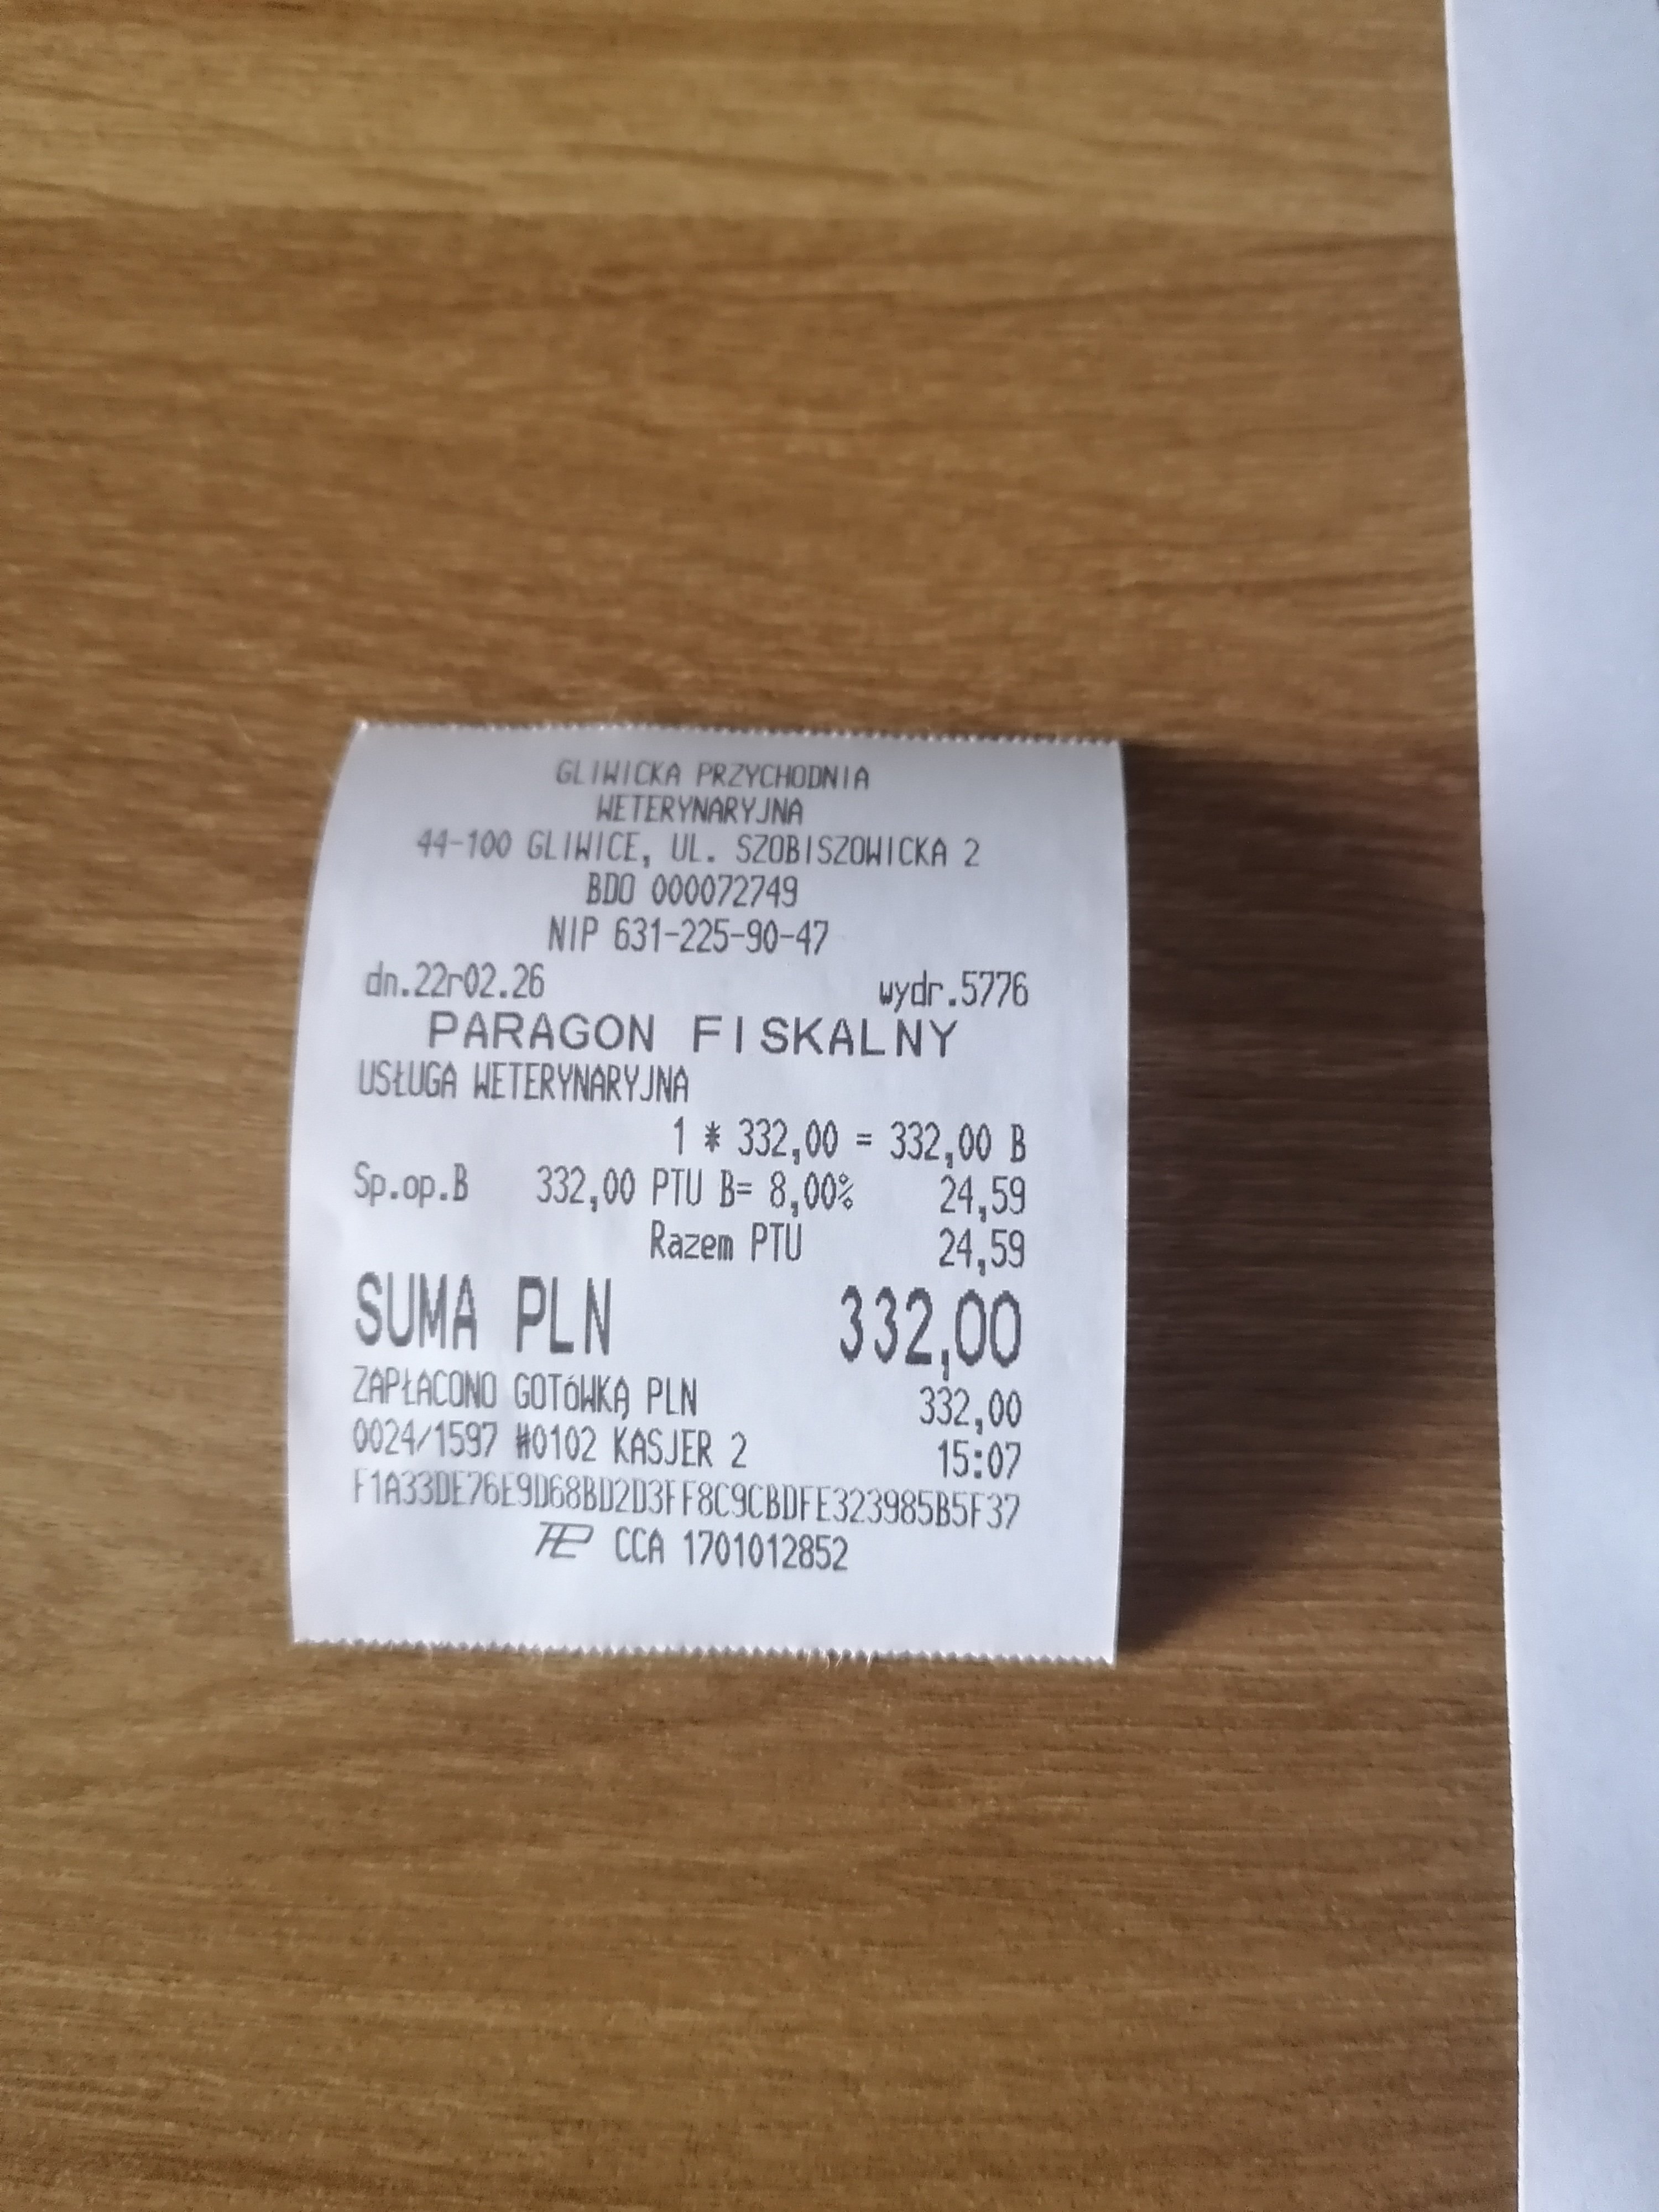 GLIWICKA PRZYCHODNIA
WETERYNARYJNA
44-100 GLIWICE, UL. SZOBISZOWICKA 2
BDO 000072749
NIP 631-225-90-47
dn.22r02.26 wydr.5776
PARAGON FISKALNY
USŁUGA WETERYNARYJNA
1 * 332,00 = 332,00 B
Sp.op.B 332,00 PTU B= 8,00% 24,59
Razem PTU 24,59
SUMA PLN 332,00
ZAPŁACONO GOTÓWKĄ PLN 332,00
0024/1597 #0102 KASJER 2 15:07
F1A33DE76E9D68BD2D3FF8C9CBDFE323985B5F37
CCA 1701012852